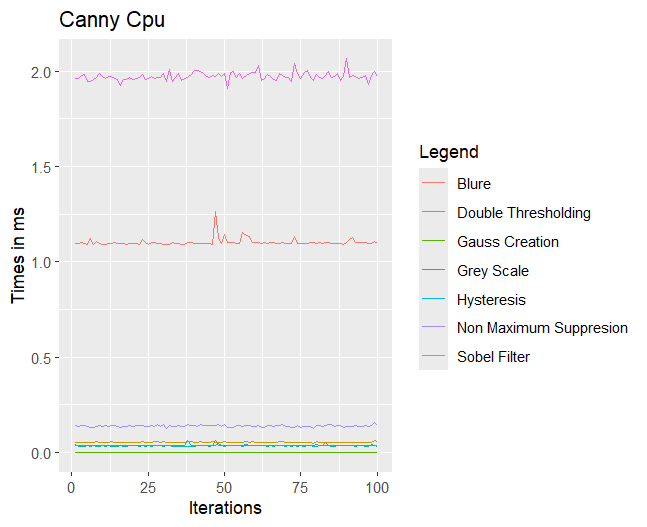 Canny Cpu
Times in ms
2.0
1.5
1.0
0.5
0.0
0 25 50 75 100
Iterations
Legend
Blure
Double Thresholding
Gauss Creation
Grey Scale
Hysteresis
Non Maximum Suppresion
Sobel Filter